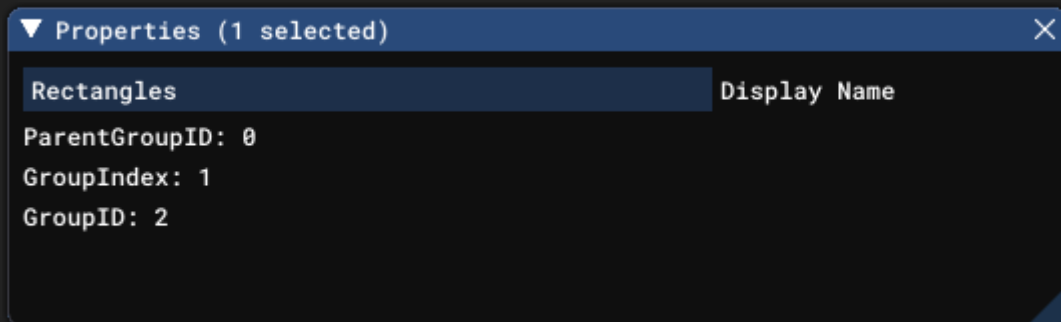 Properties (1 selected)
Rectangles Display Name
ParentGroupID: 0
GroupIndex: 1
GroupID: 2